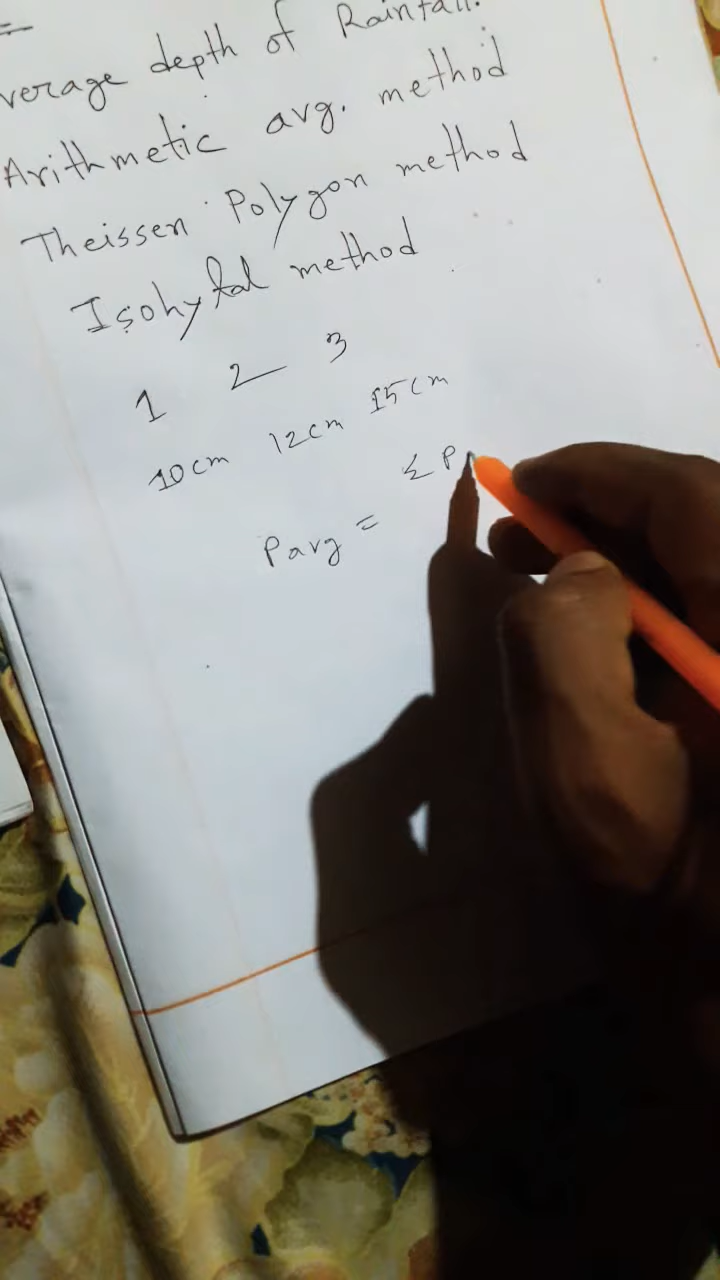 verage depth of Rainfall.
Arithmetic avg. method
Theissen Polygon method
Isohytal method
1 2 3
10cm 12cm 15cm
Pavg = ΣP